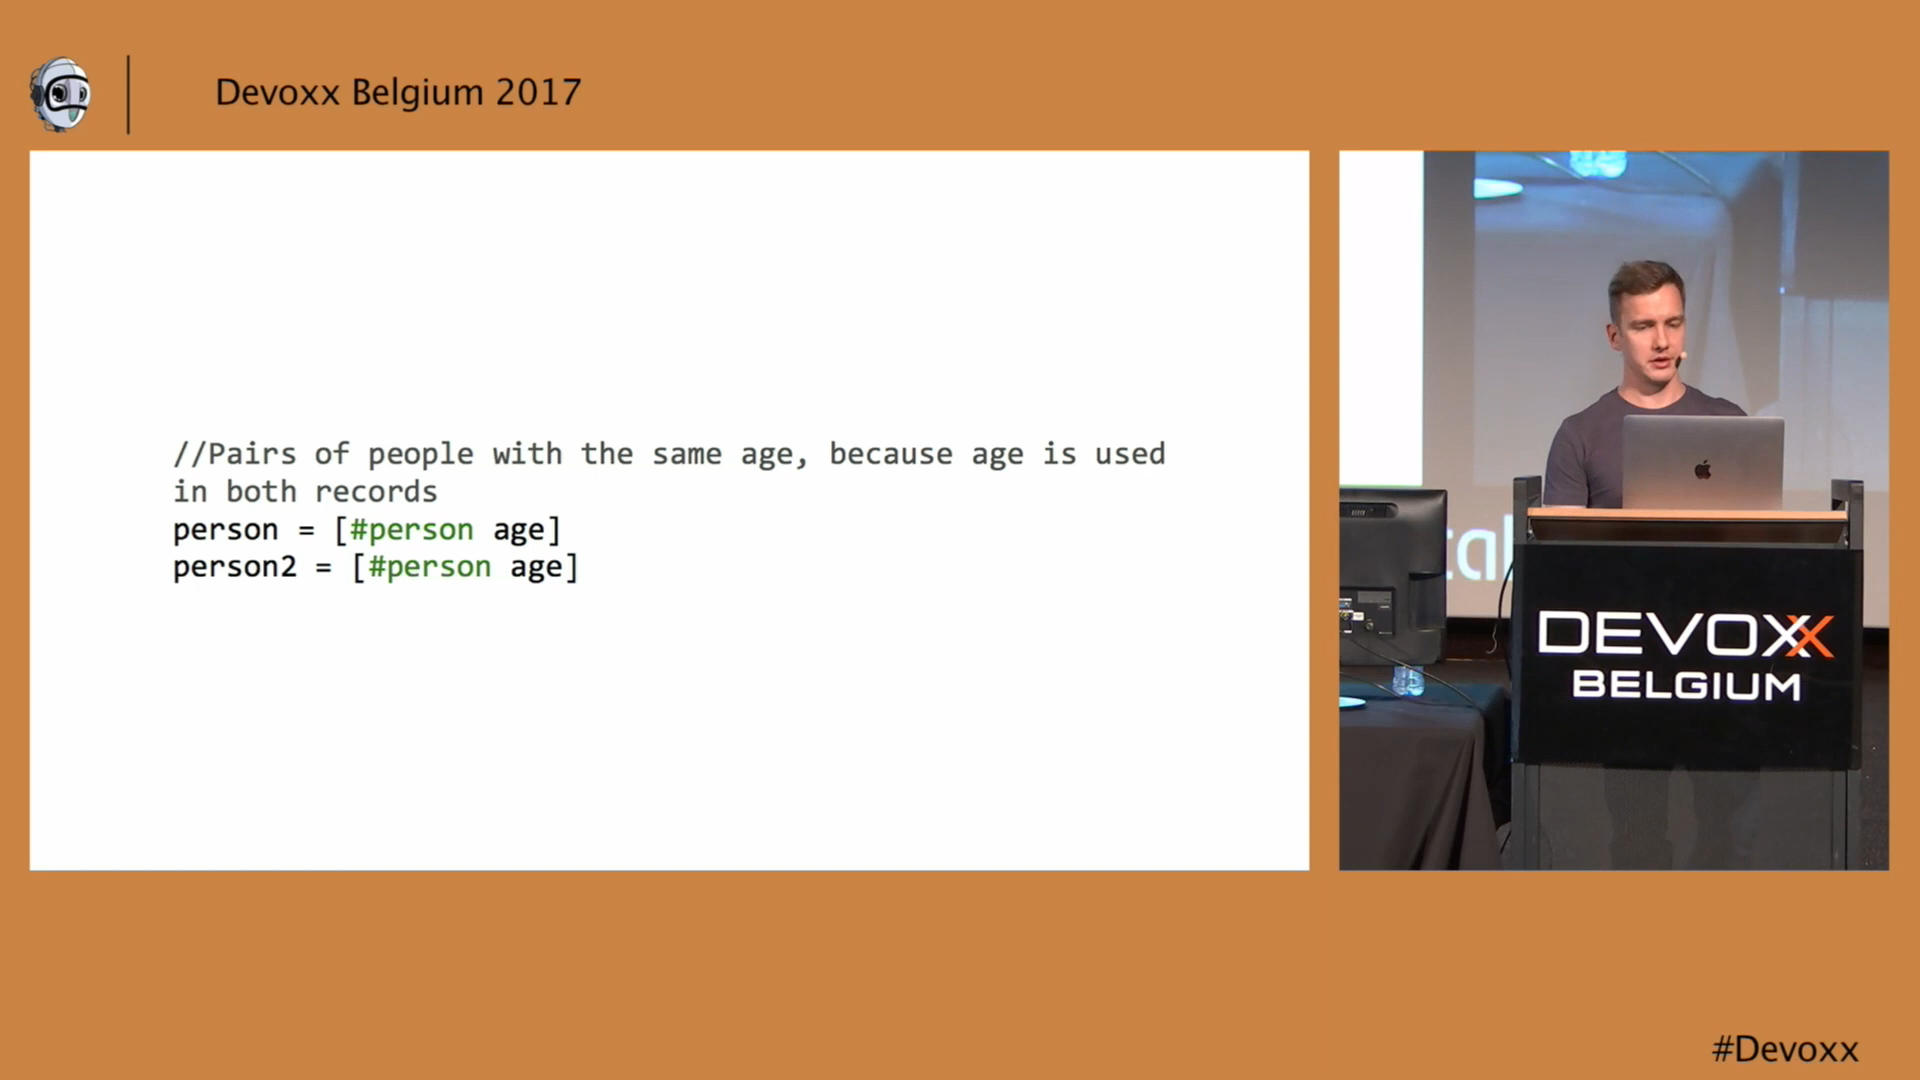 Devoxx Belgium 2017
//Pairs of people with the same age, because age is used
in both records
person = [#person age]
person2 = [#person age]
DEVOXX
BELGIUM
#Devoxx